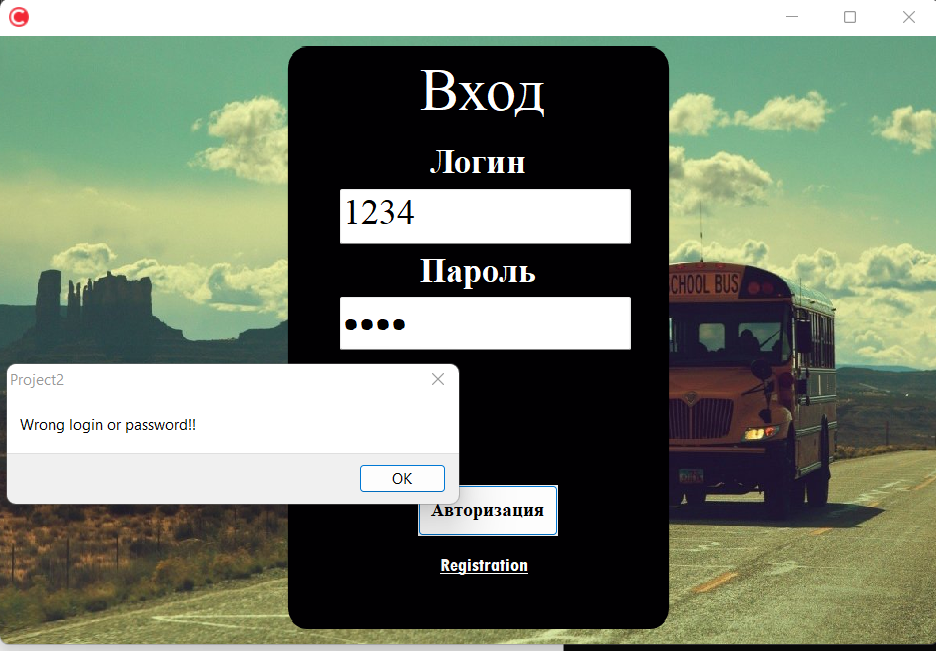 Вход
Логин
1234
Пароль
SCHOOL BUS
Project2
Wrong login or password!!
OK
Авторизация
Registration